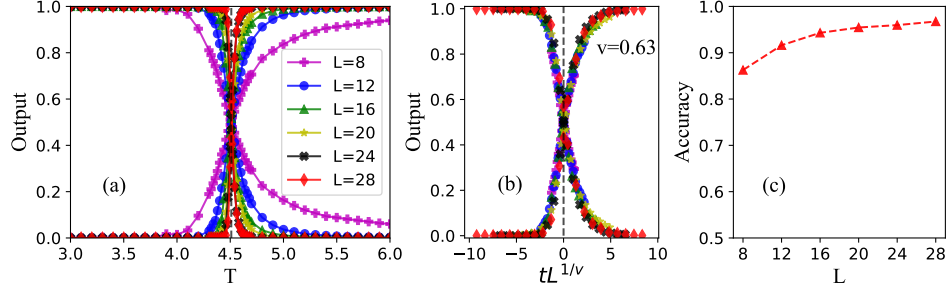 1.0
0.8
0.6
0.4
0.2
0.0
Output
3.0 3.5 4.0 4.5 5.0 5.5 6.0
T
(a)
L=8
L=12
L=16
L=20
L=24
L=28
1.0
0.8
0.6
0.4
0.2
0.0
Output
−10 −5 0 5 10
tL^{1/v}
(b)
v=0.63
1.0
0.9
0.8
0.7
0.6
0.5
Accuracy
8 12 16 20 24 28
L
(c)